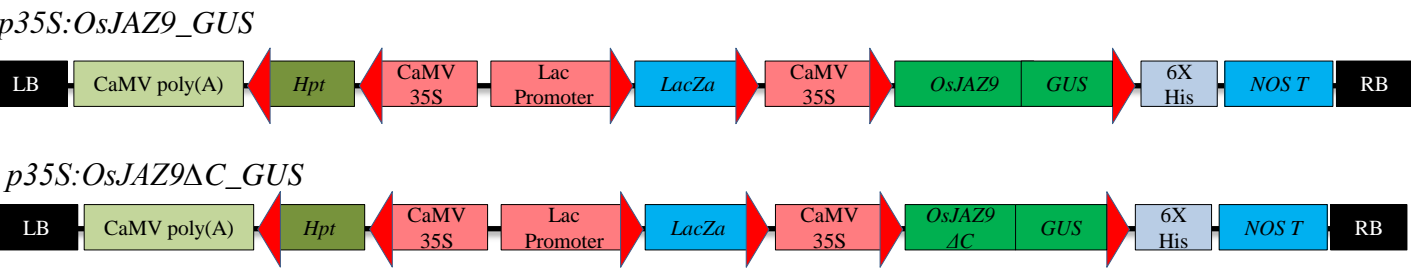 p35S:OsJAZ9_GUS
LB CaMV poly(A) Hpt CaMV 35S Lac Promoter LacZa CaMV 35S OsJAZ9 GUS 6X His NOS T RB
p35S:OsJAZ9ΔC_GUS
LB CaMV poly(A) Hpt CaMV 35S Lac Promoter LacZa CaMV 35S OsJAZ9 ΔC GUS 6X His NOS T RB